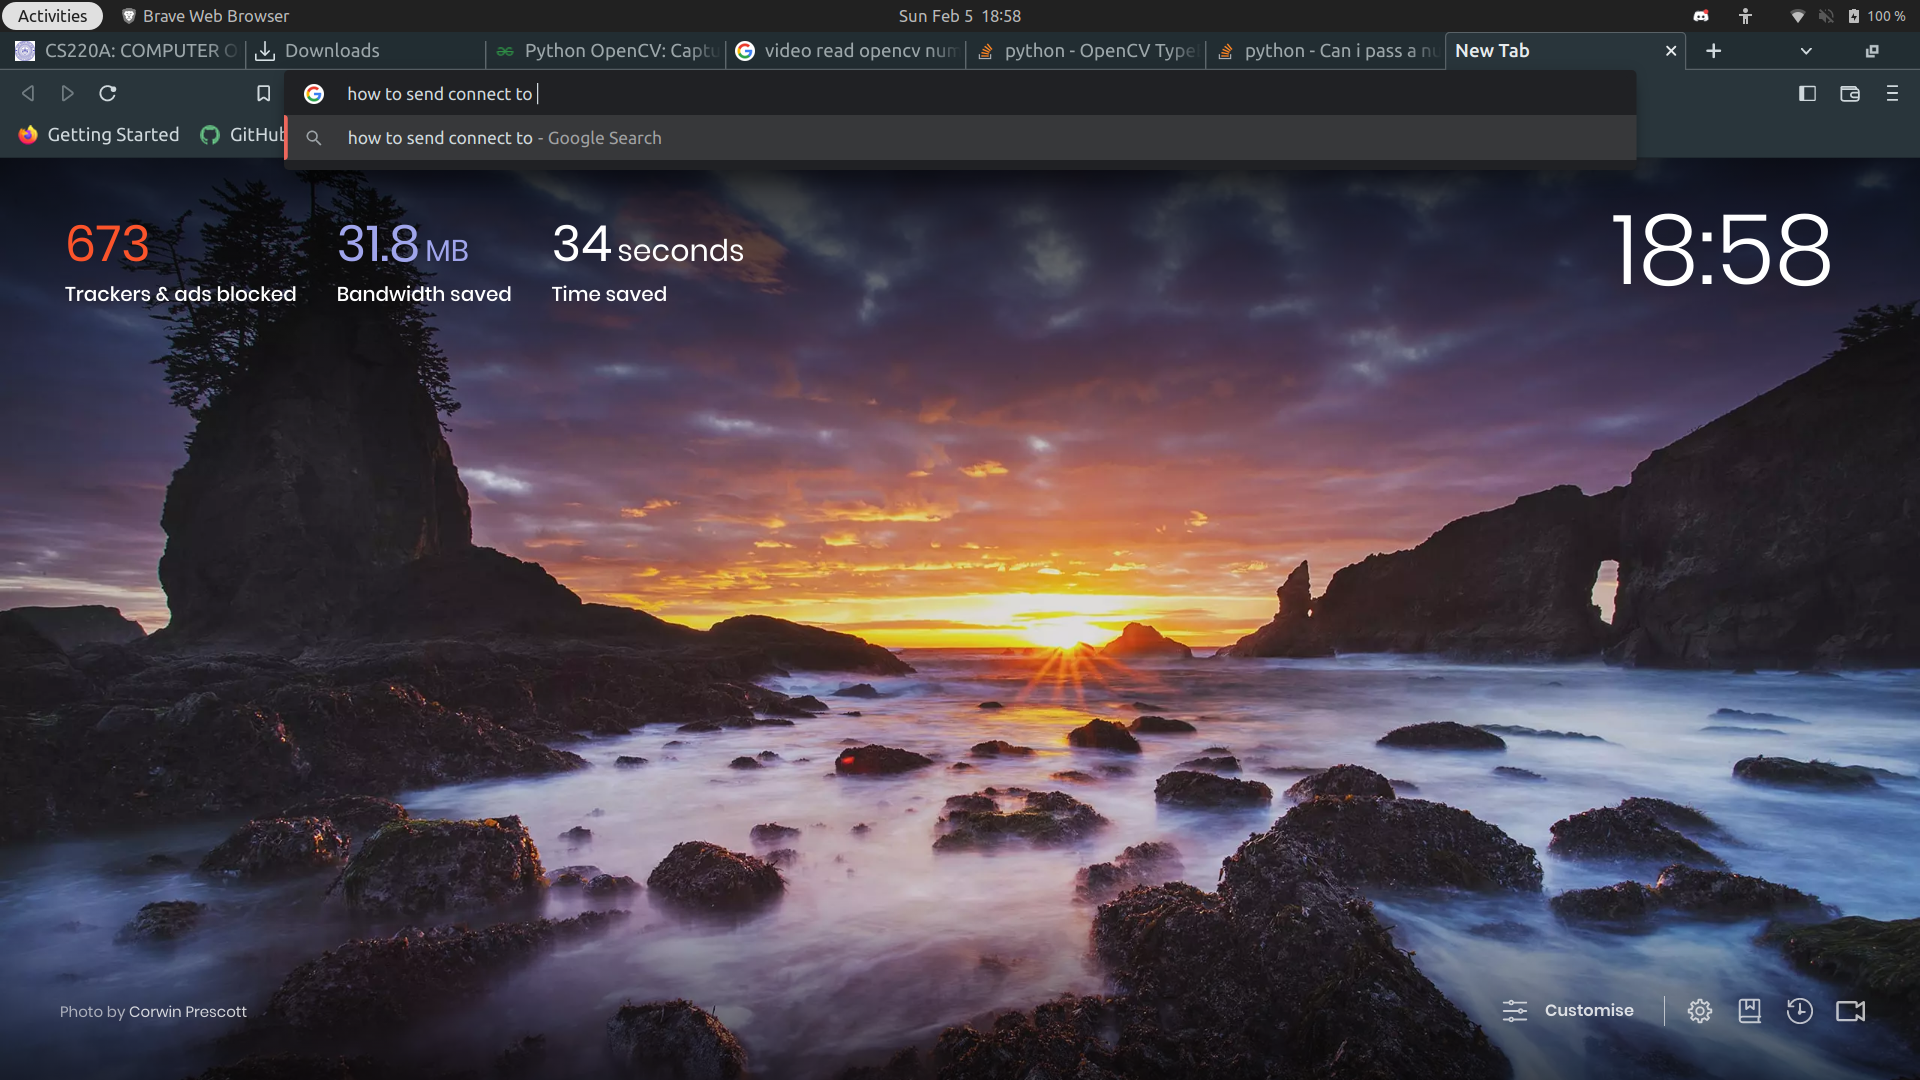 Activities
Brave Web Browser
Sun Feb 5 18:58
100 %
CS220A: COMPUTER O
Downloads
Python OpenCV: Captu
video read opencv num
python - OpenCV Type
python - Can i pass a nu
New Tab
how to send connect to
Getting Started
GitHub
how to send connect to - Google Search
673
31.8 MB
34 seconds
18:58
Trackers & ads blocked
Bandwidth saved
Time saved
Photo by Corwin Prescott
Customise